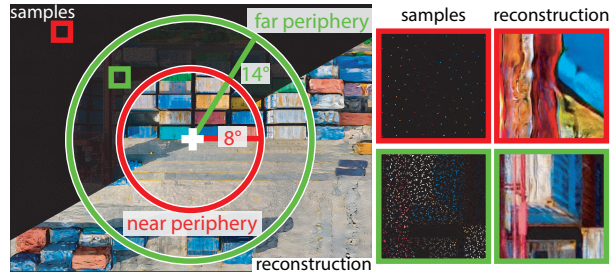 samples
far periphery
14°
8°
near periphery
reconstruction
samples
reconstruction